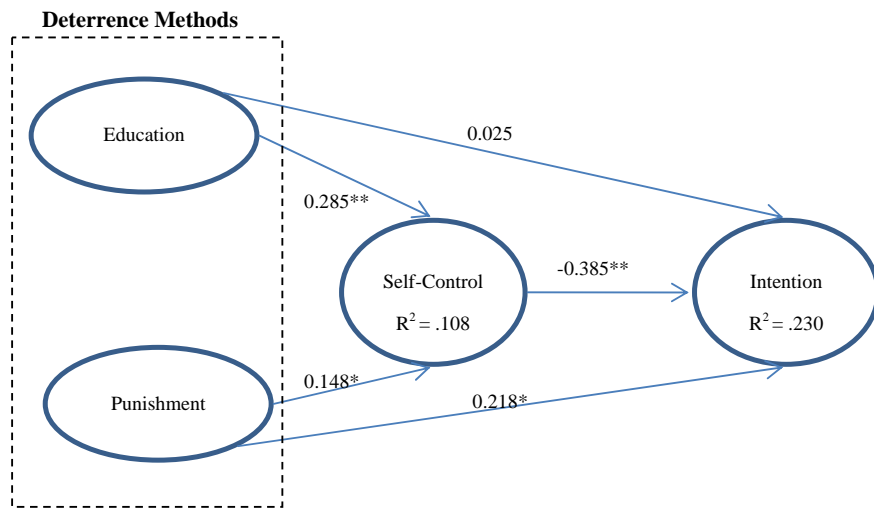 Deterrence Methods
Education
0.025
0.285**
Self-Control
R² = .108
-0.385**
Intention
R² = .230
Punishment
0.148*
0.218*